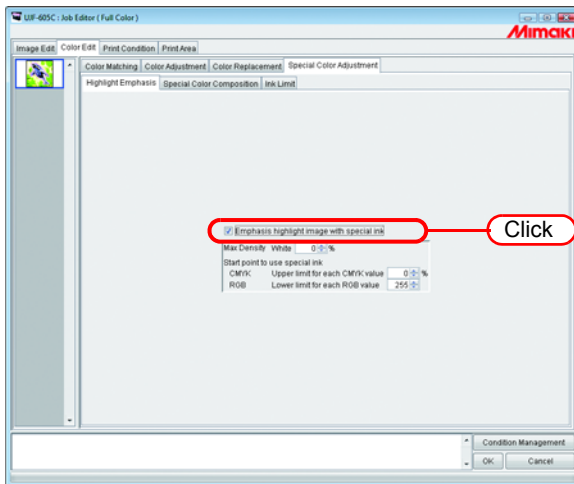 UJF-605C : Job Editor ( Full Color )
Mimaki
Image Edit Color Edit Print Condition Print Area
Color Matching Color Adjustment Color Replacement Special Color Adjustment
Highlight Emphasis Special Color Composition Ink Limit
Emphasis highlight image with special ink
Click
Max Density White 0 %
Start point to use special ink
CMYK Upper limit for each CMYK value 0 %
RGB Lower limit for each RGB value 255
Condition Management
OK Cancel